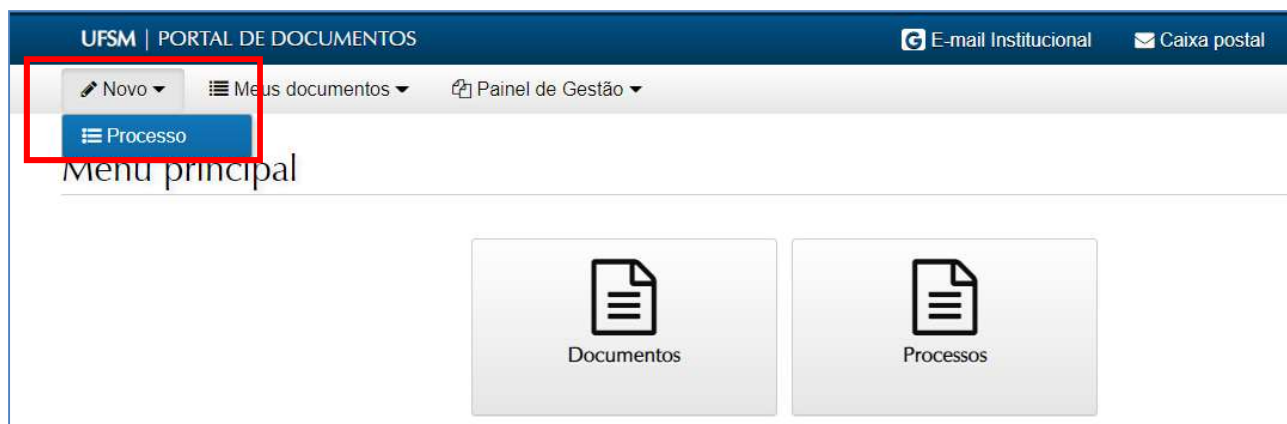 UFSM | PORTAL DE DOCUMENTOS E-mail Institucional Caixa postal
Novo Meus documentos Painel de Gestão
Processo
Menu principal
Documentos Processos